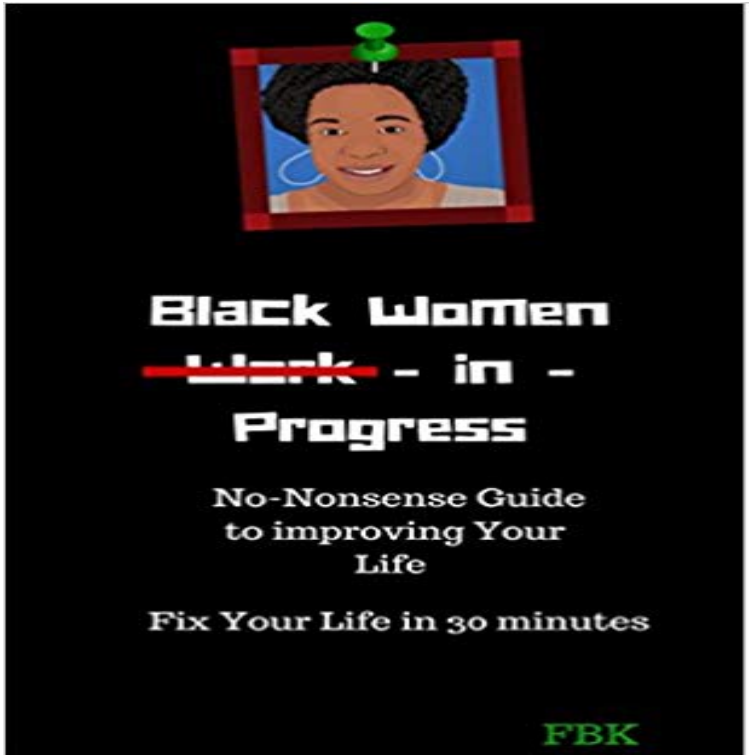 Black Women
Work - in -
Progress
No-Nonsense Guide
to improving Your
Life
Fix Your Life in 30 minutes
FBK